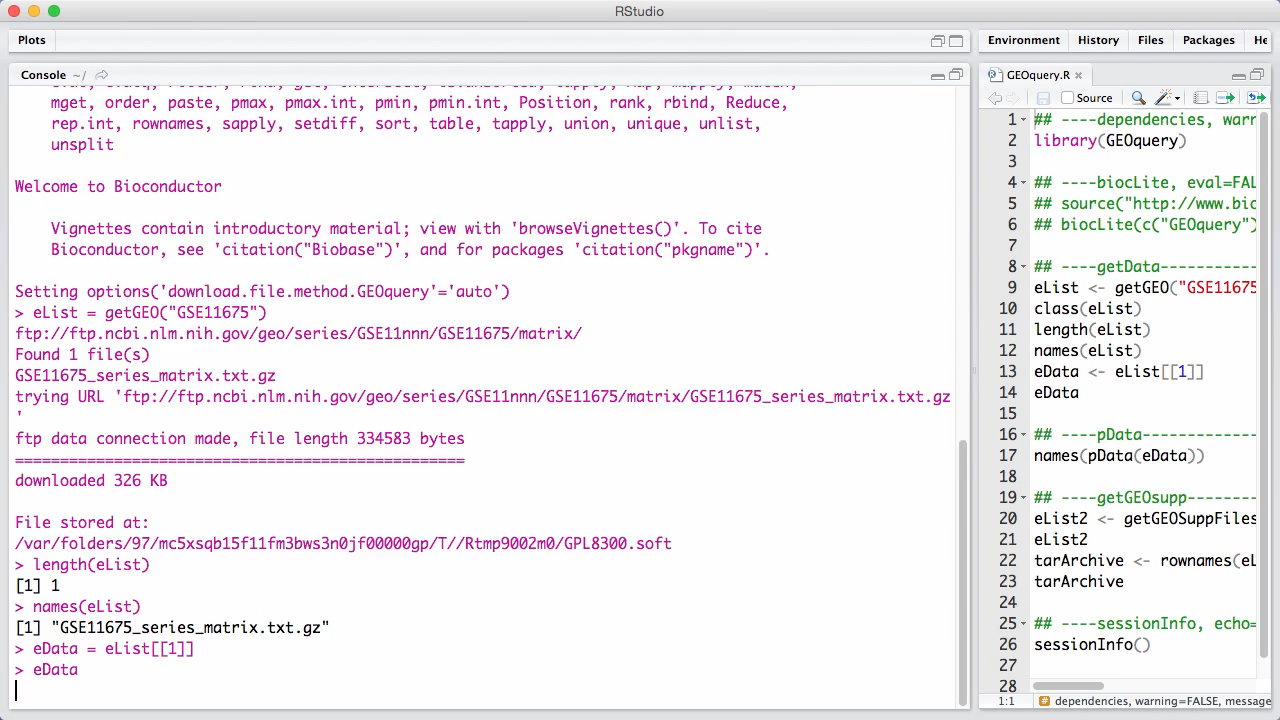 RStudio
Plots
Console ~/
mget, order, paste, pmax, pmax.int, pmin, pmin.int, Position, rank, rbind, Reduce,
rep.int, rownames, sapply, setdiff, sort, table, tapply, union, unique, unlist,
unsplit
Welcome to Bioconductor
Vignettes contain introductory material; view with 'browseVignettes()'. To cite
Bioconductor, see 'citation("Biobase")', and for packages 'citation("pkgname")'.
Setting options('download.file.method.GEOquery'='auto')
> eList = getGEO("GSE11675")
ftp://ftp.ncbi.nlm.nih.gov/geo/series/GSE11nnn/GSE11675/matrix/
Found 1 file(s)
GSE11675_series_matrix.txt.gz
trying URL 'ftp://ftp.ncbi.nlm.nih.gov/geo/series/GSE11nnn/GSE11675/matrix/GSE11675_series_matrix.txt.gz
'
ftp data connection made, file length 334583 bytes
==================================================
downloaded 326 KB
File stored at:
/var/folders/97/mc5xsqb15f11fm3bws3n0jf00000gp/T//Rtmp9002m0/GPL8300.soft
> length(eList)
[1] 1
> names(eList)
[1] "GSE11675_series_matrix.txt.gz"
> eData = eList[[1]]
> eData
Environment History Files Packages He
GEOquery.R
Source
1 ## ----dependencies, warn
2 library(GEOquery)
3
4 ## ----biocLite, eval=FAL
5 ## source("http://www.bio
6 ## biocLite(c("GEOquery")
7
8 ## ----getData-----------
9 eList <- getGEO("GSE11675
10 class(eList)
11 length(eList)
12 names(eList)
13 eData <- eList[[1]]
14 eData
15
16 ## ----pData-------------
17 names(pData(eData))
18
19 ## ----getGEOsupp--------
20 eList2 <- getGEOSuppFiles
21 eList2
22 tarArchive <- rownames(eL
23 tarArchive
24
25 ## ----sessionInfo, echo=
26 sessionInfo()
27
28
1:1 # dependencies, warning=FALSE, message